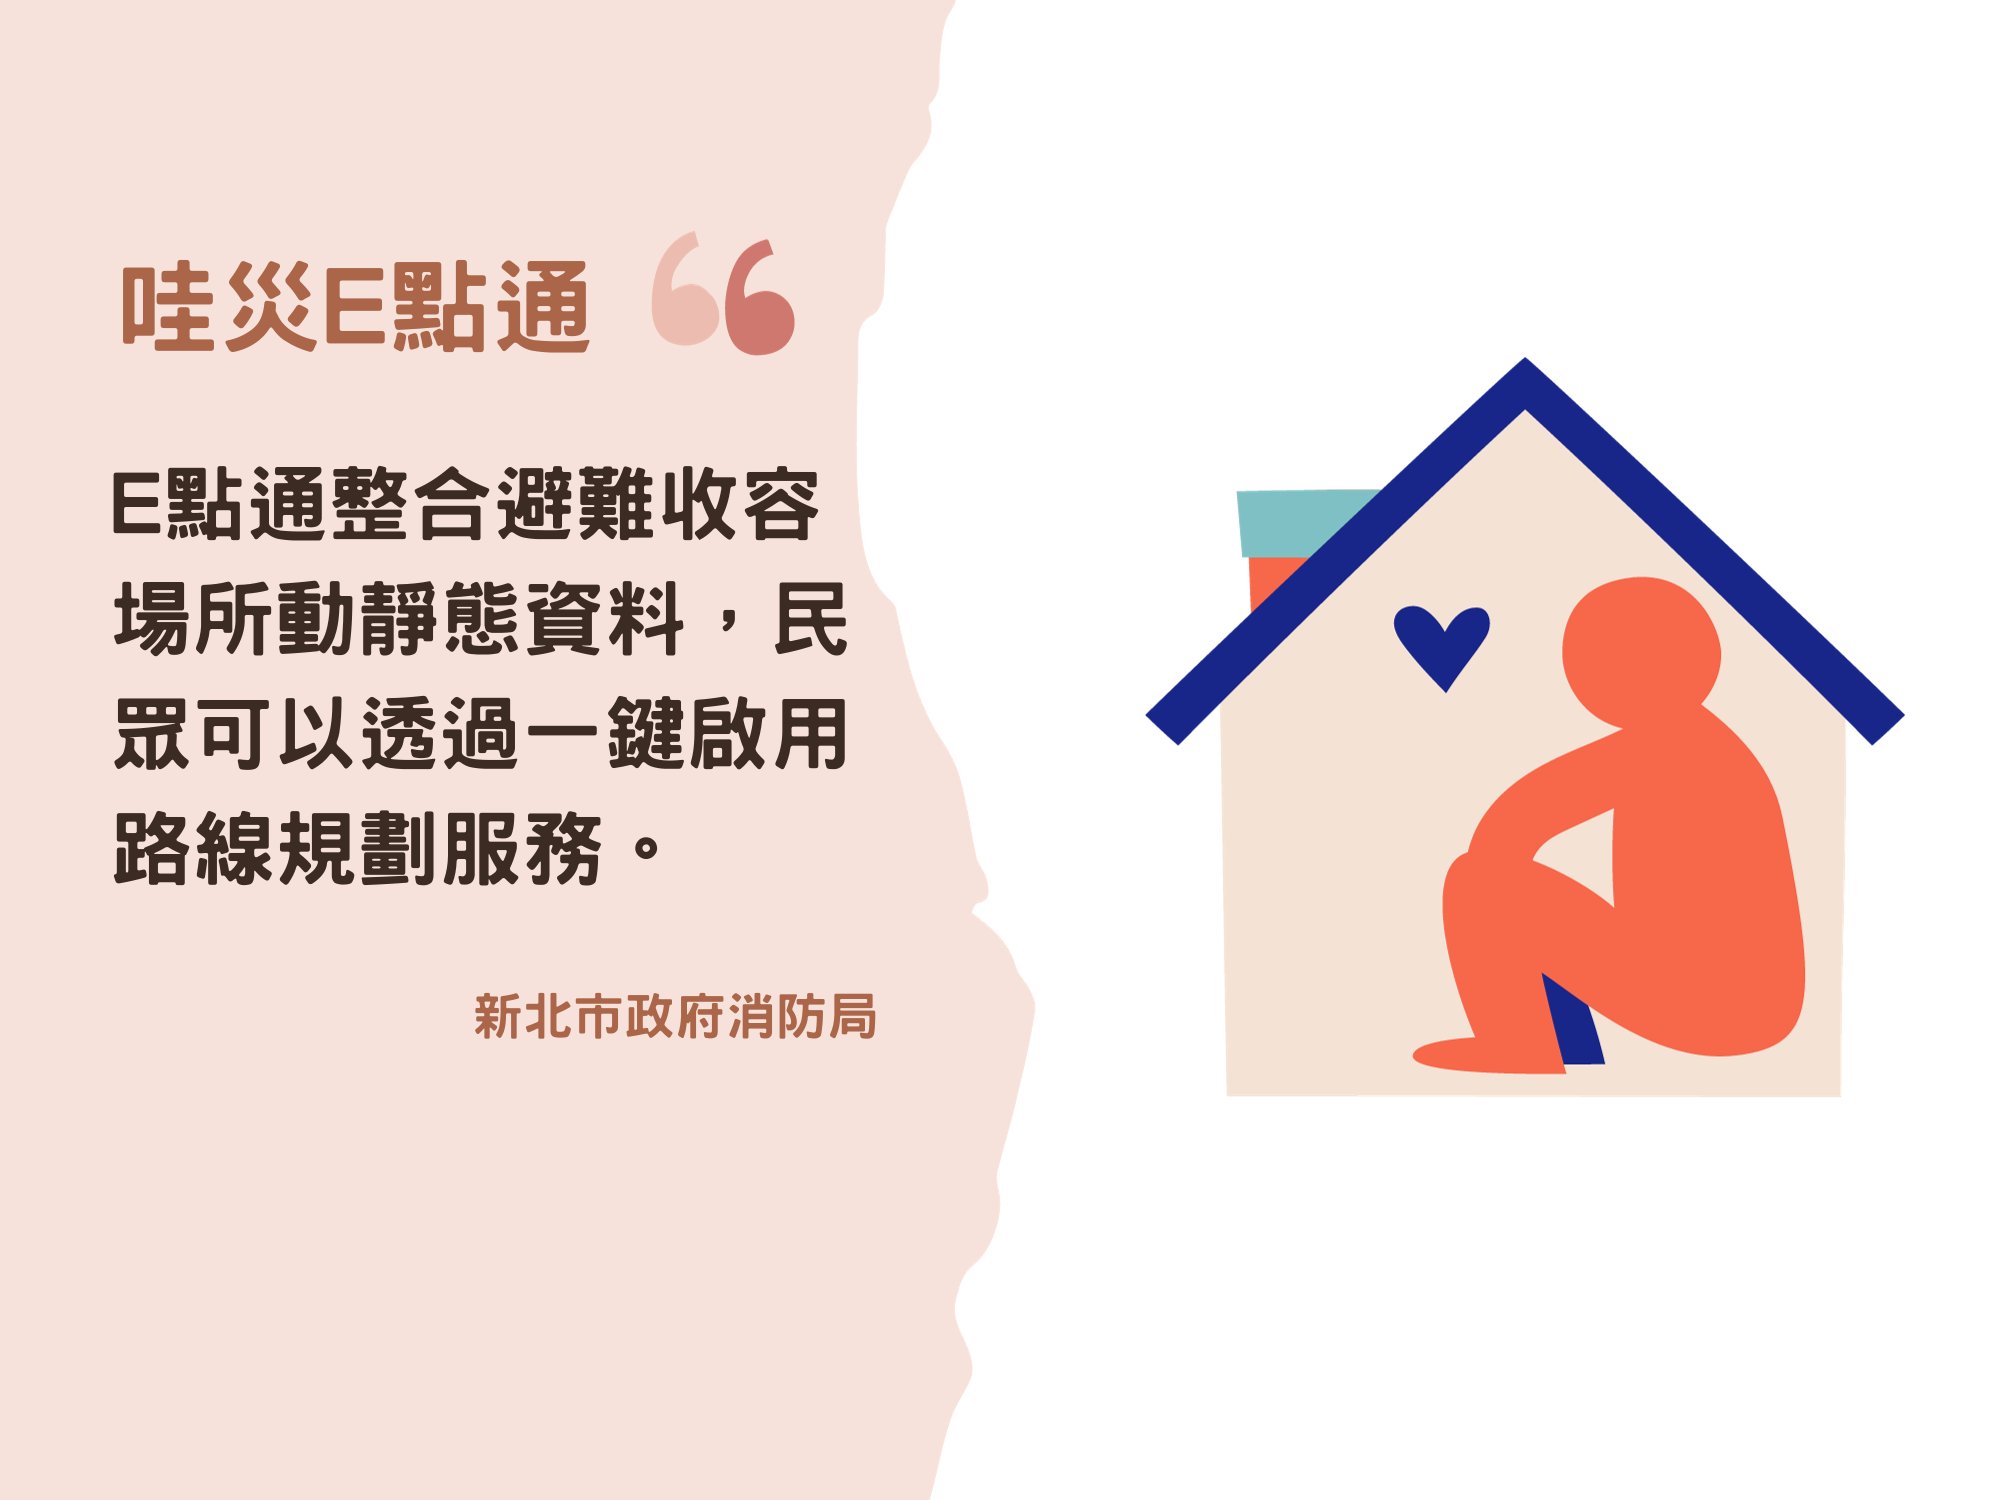 哇災E點通
E點通整合避難收容
場所動靜態資料，民
眾可以透過一鍵啟用
路線規劃服務。
新北市政府消防局